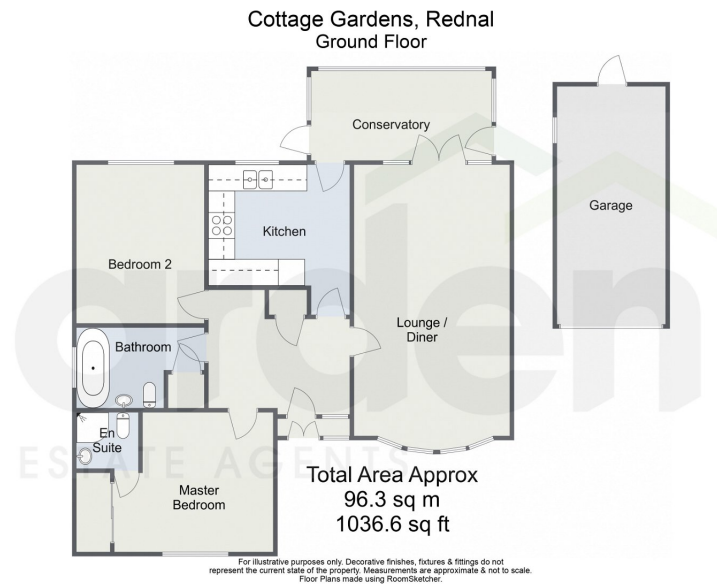 Cottage Gardens, Rednal
Ground Floor
Conservatory
Garage
Kitchen
Bedroom 2
Lounge /
Diner
Bathroom
En
Suite
Master
Bedroom
arden
ESTATE AGENTS
Total Area Approx
96.3 sq m
1036.6 sq ft
For illustrative purposes only. Decorative finishes, fixtures & fittings do not
represent the current state of the property. Measurements are approximate & not to scale.
Floor Plans made using RoomSketcher.